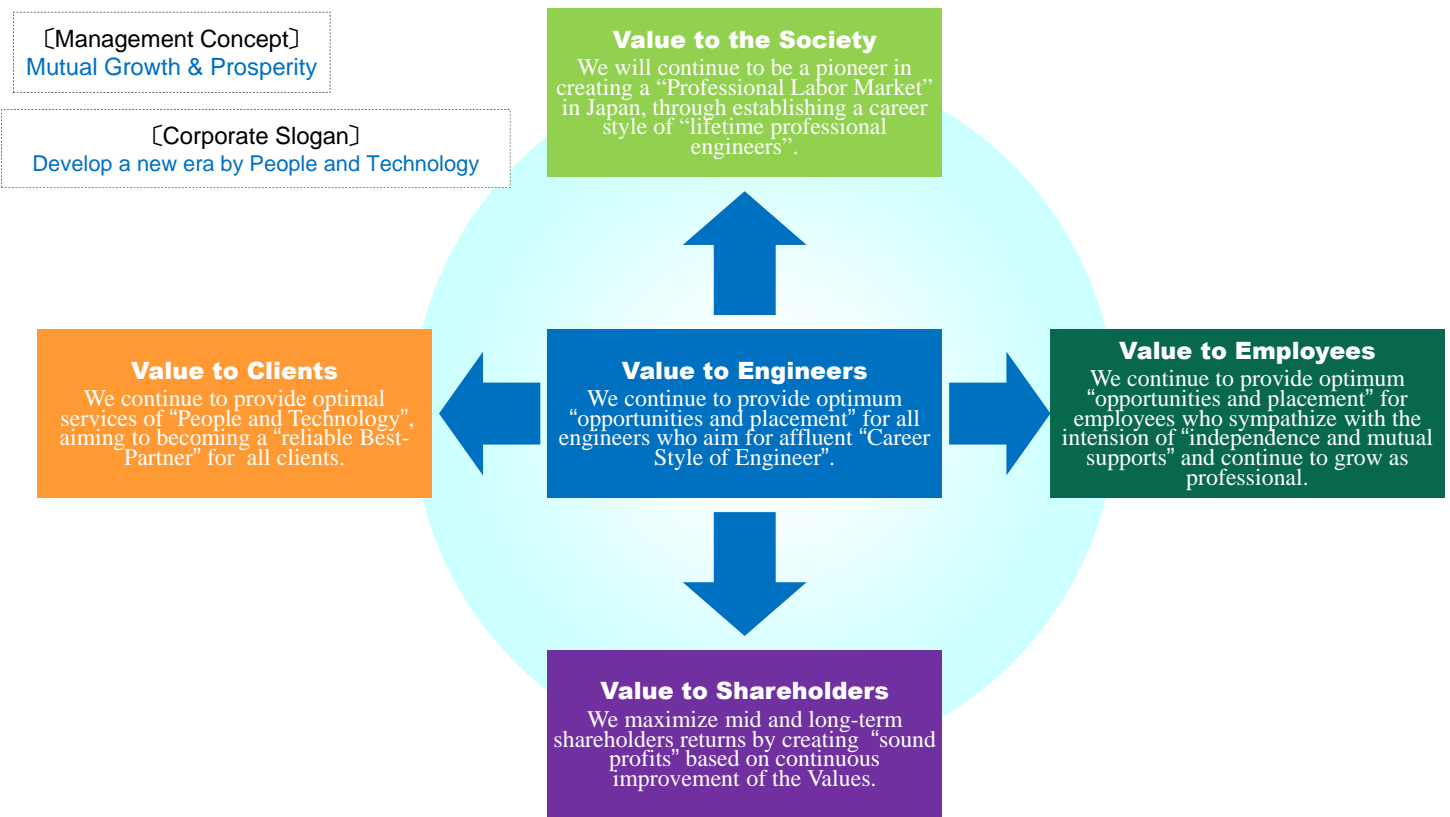 〔Management Concept〕
Mutual Growth & Prosperity
〔Corporate Slogan〕
Develop a new era by People and Technology
Value to the Society
We will continue to be a pioneer in
creating a “Professional Labor Market”
in Japan, through establishing a career
style of “lifetime professional
engineers”.
Value to Clients
We continue to provide optimal
services of “People and Technology”,
aiming to becoming a “reliable Best-
Partner” for all clients.
Value to Engineers
We continue to provide optimum
“opportunities and placement” for all
engineers who aim for affluent “Career
Style of Engineer”.
Value to Employees
We continue to provide optimum
“opportunities and placement” for
employees who sympathize with the
intension of “independence and mutual
supports” and continue to grow as
professional.
Value to Shareholders
We maximize mid and long-term
shareholders returns by creating “sound
profits” based on continuous
improvement of the Values.